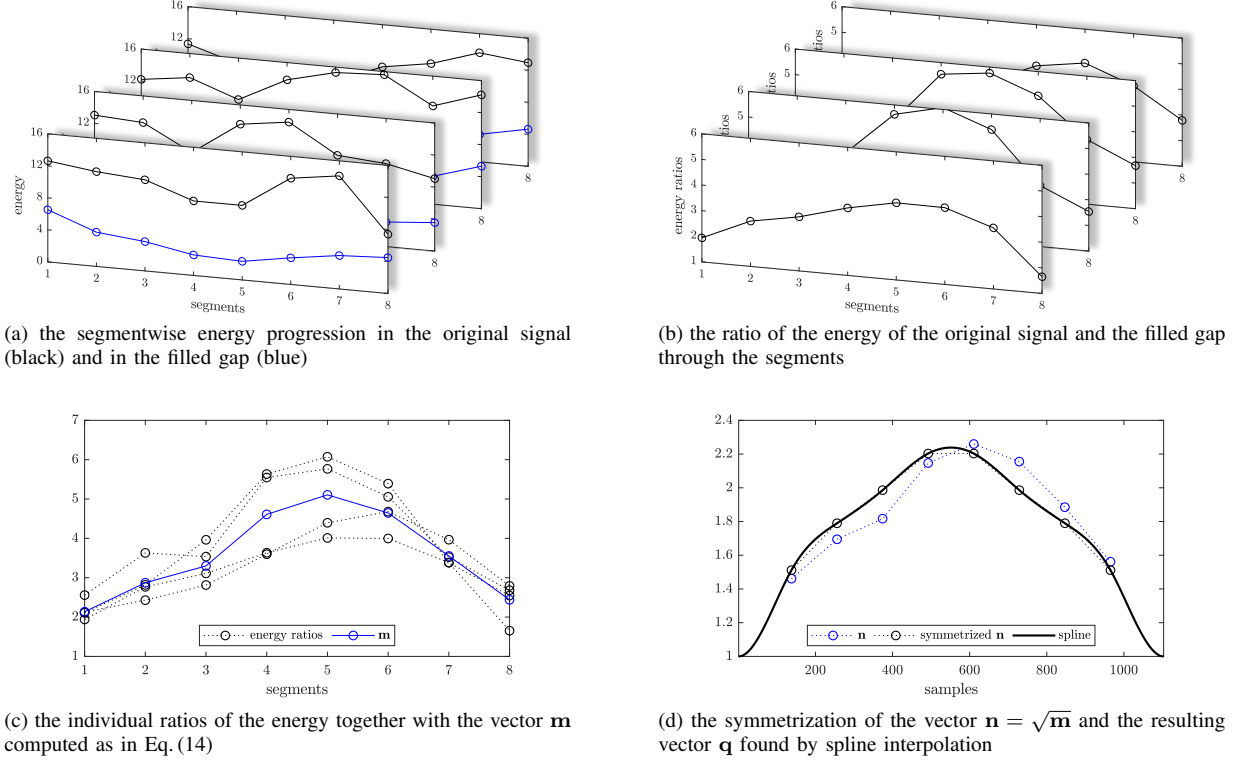 16
12
8
16
12
8
16
12
8
16
12
8
4
0
energy
1 2 3 4 5 6 7 8
segments
(a) the segmentwise energy progression in the original signal
(black) and in the filled gap (blue)
6
5
tios
8
6
5
tios
8
6
5
tios
8
6
5
4
3
2
1
energy ratios
1 2 3 4 5 6 7 8
segments
(b) the ratio of the energy of the original signal and the filled gap
through the segments
7
6
5
4
3
2
1
energy ratios m
1 2 3 4 5 6 7 8
segments
(c) the individual ratios of the energy together with the vector m
computed as in Eq. (14)
2.4
2.2
2
1.8
1.6
1.4
1.2
1
n symmetrized n spline
200 400 600 800 1000
samples
(d) the symmetrization of the vector n = √m and the resulting
vector q found by spline interpolation